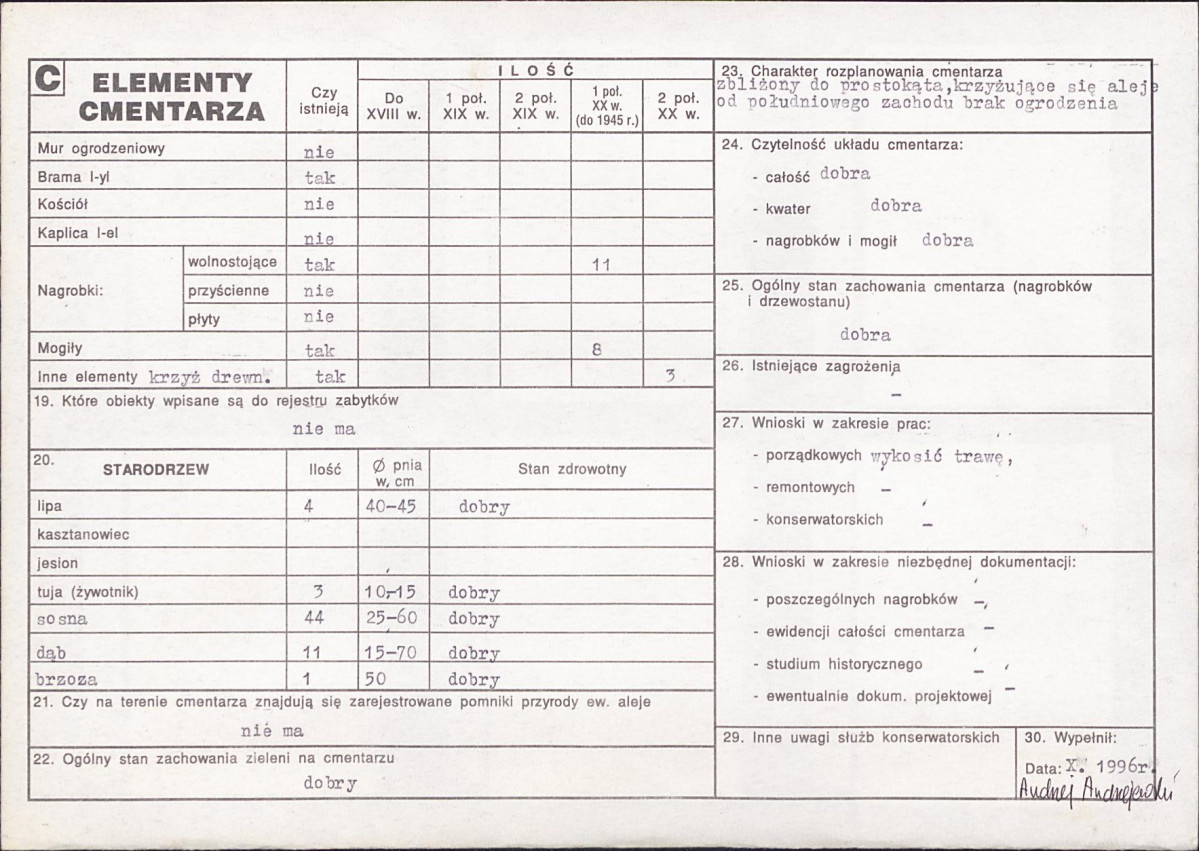 C ELEMENTY CMENTARZA
Czy istnieją
ILOŚĆ
Do XVIII w.
1 poł. XIX w.
2 poł. XIX w.
1 poł. XX w. (do 1945 r.)
2 poł. XX w.
Mur ogrodzeniowy nie
Brama I-yl tak
Kościół nie
Kaplica I-el nie
Nagrobki:
wolnostojące tak 11
przyścienne nie
płyty nie
Mogiły tak 8
Inne elementy krzyż drewn. tak 3
19. Które obiekty wpisane są do rejestru zabytków
nie ma
20. STARODRZEW Ilość Ø pnia w, cm Stan zdrowotny
lipa 4 40-45 dobry
kasztanowiec
jesion
tuja (żywotnik) 3 10-15 dobry
sosna 44 25-60 dobry
dąb 11 15-70 dobry
brzoza 1 50 dobry
21. Czy na terenie cmentarza znajdują się zarejestrowane pomniki przyrody ew. aleje
nie ma
22. Ogólny stan zachowania zieleni na cmentarzu
dobry
23. Charakter rozplanowania cmentarza
zbliżony do prostokąta,krzyżujące się aleje
od południowego zachodu brak ogrodzenia
24. Czytelność układu cmentarza:
- całość dobra
- kwater dobra
- nagrobków i mogił dobra
25. Ogólny stan zachowania cmentarza (nagrobków
i drzewostanu)
dobra
26. Istniejące zagrożenia
–
27. Wnioski w zakresie prac:
- porządkowych wykosić trawę,
- remontowych –
- konserwatorskich –
28. Wnioski w zakresie niezbędnej dokumentacji:
- poszczególnych nagrobków –,
- ewidencji całości cmentarza –
- studium historycznego –
- ewentualnie dokum. projektowej –
29. Inne uwagi służb konserwatorskich
30. Wypełnił:
Data: X. 1996r.
Andrzej Andrzejewski